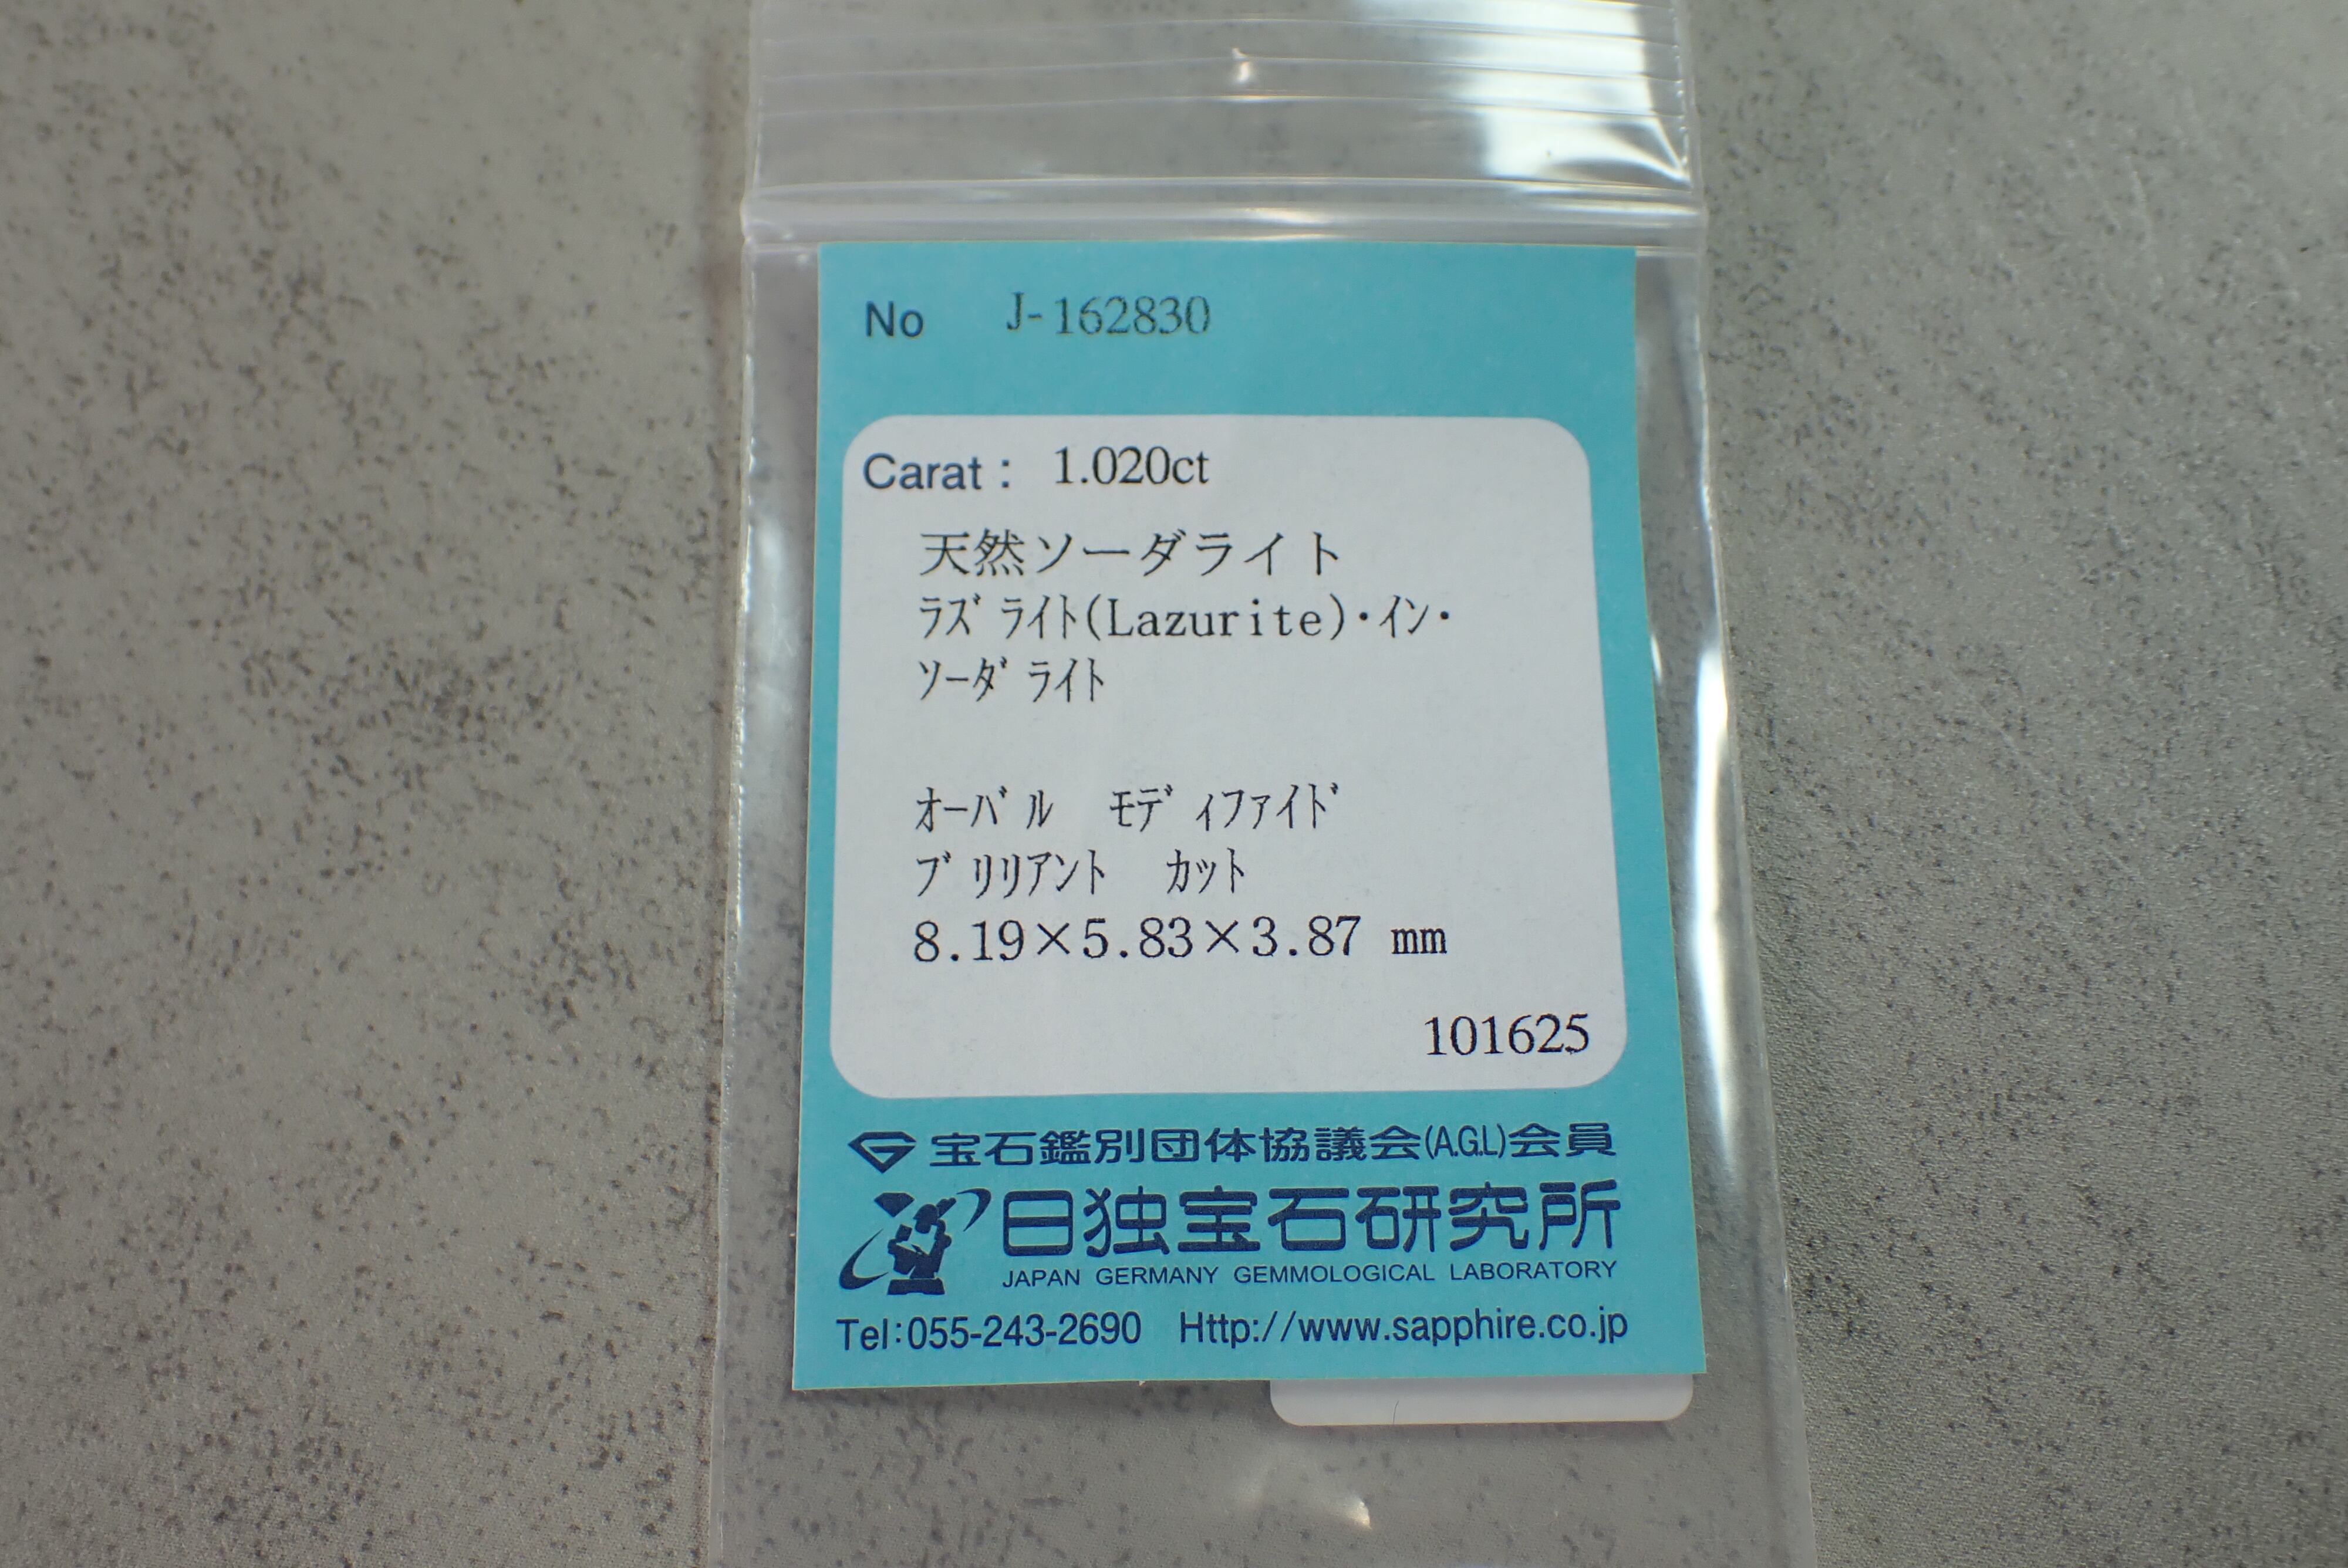 No J-162830
Carat : 1.020ct
天然ソーダライト
ﾗｽﾞﾗｲﾄ(Lazurite)・ｲﾝ・
ｿｰﾀﾞﾗｲﾄ
ｵｰﾊﾞﾙ ﾓﾃﾞｨﾌｧｲﾄﾞ
ﾌﾞﾘﾘｱﾝﾄ ｶｯﾄ
8.19×5.83×3.87 mm
101625
宝石鑑別団体協議会(A.G.L)会員
日独宝石研究所
JAPAN GERMANY GEMMOLOGICAL LABORATORY
Tel:055-243-2690 Http://www.sapphire.co.jp